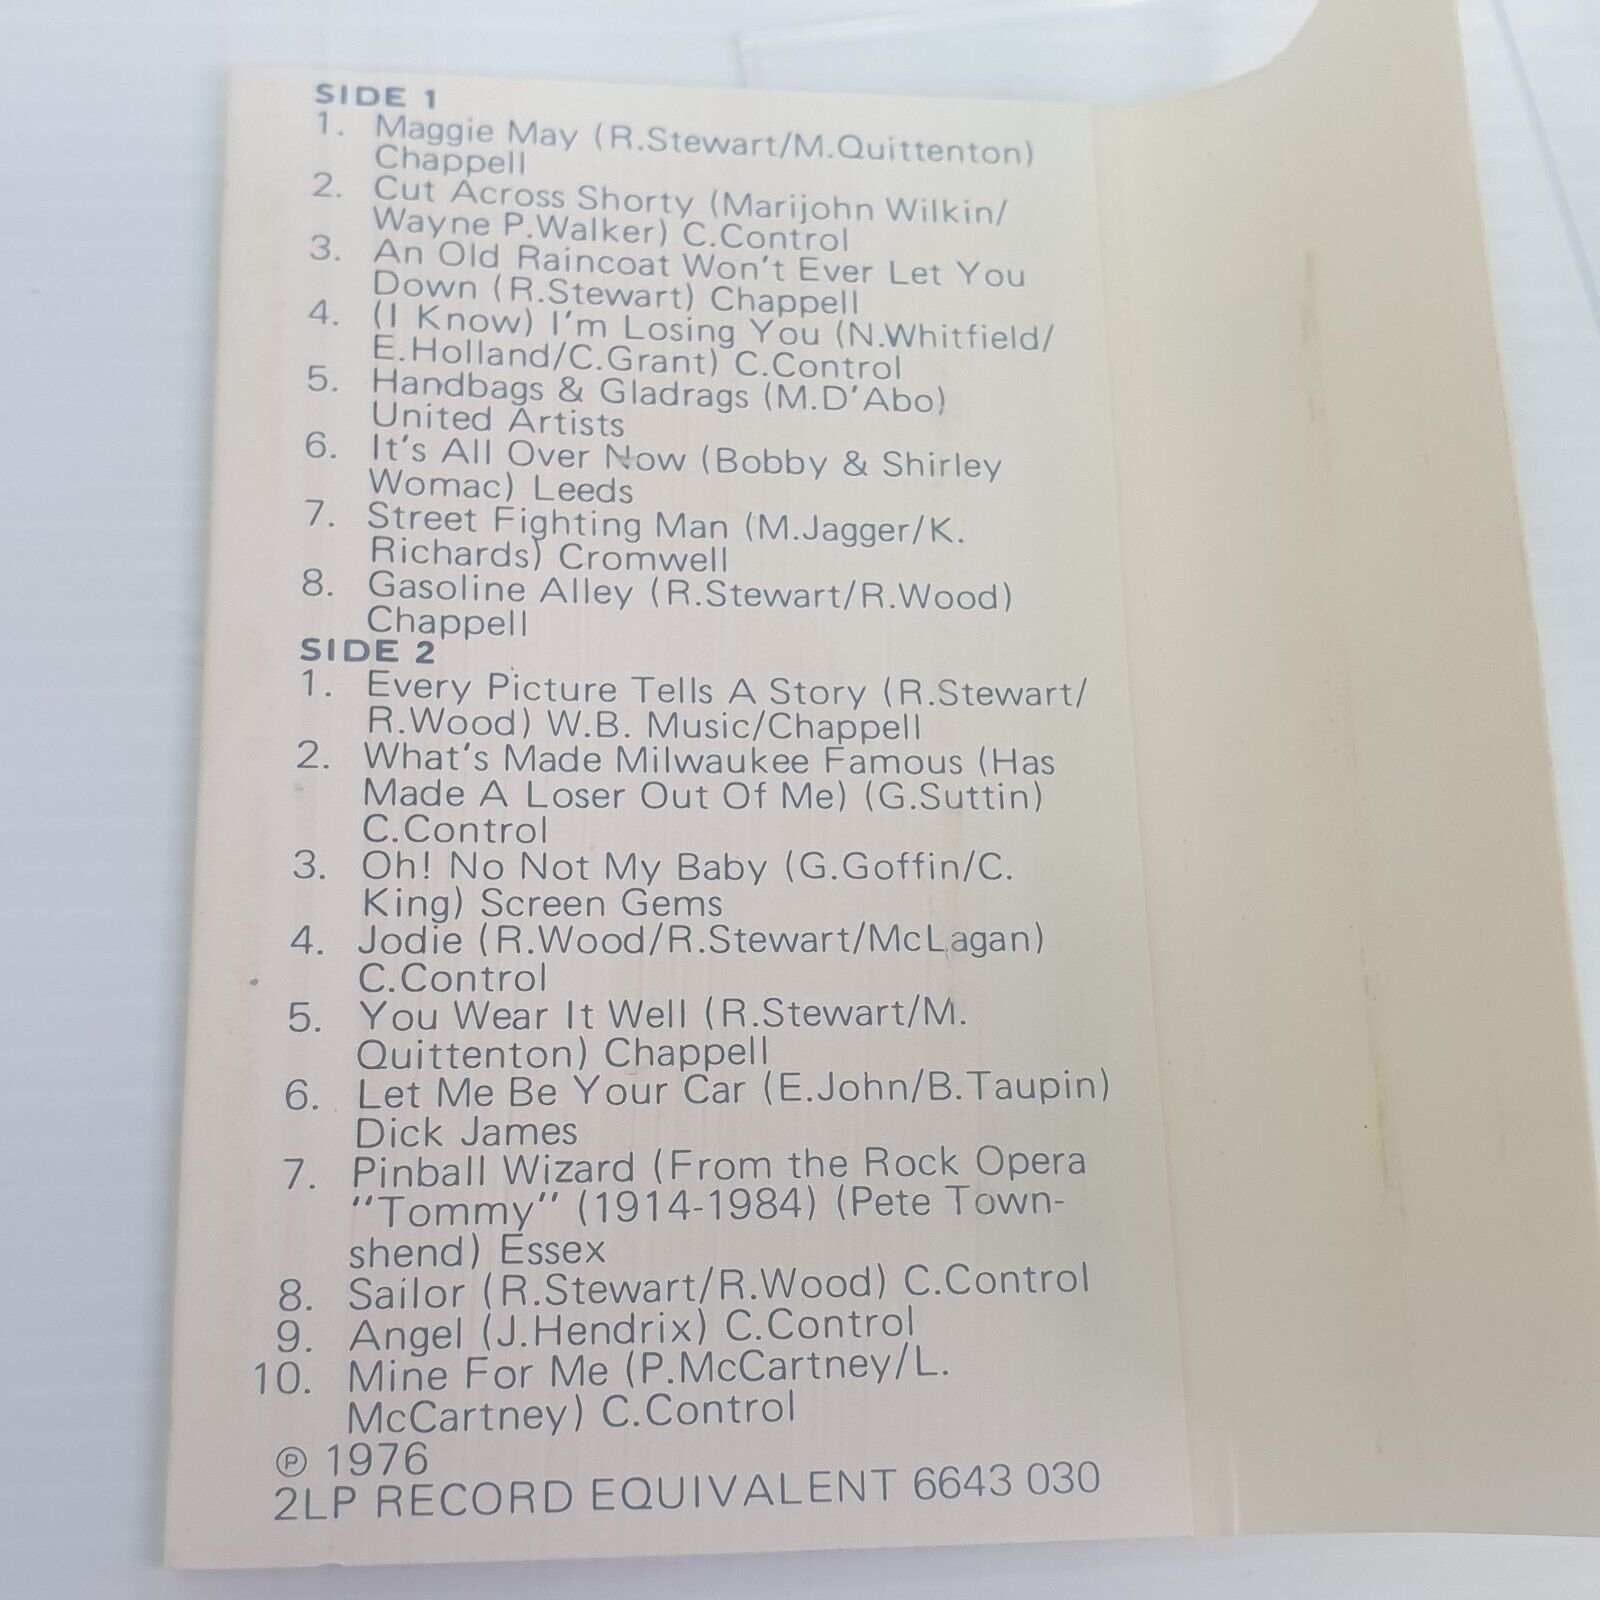 SIDE 1
1. Maggie May (R.Stewart/M.Quittenton)
Chappell
2. Cut Across Shorty (Marijohn Wilkin/
Wayne P.Walker) C.Control
3. An Old Raincoat Won't Ever Let You
Down (R.Stewart) Chappell
4. (I Know) I'm Losing You (N.Whitfield/
E.Holland/C.Grant) C.Control
5. Handbags & Gladrags (M.D'Abo)
United Artists
6. It's All Over Now (Bobby & Shirley
Womac) Leeds
7. Street Fighting Man (M.Jagger/K.
Richards) Cromwell
8. Gasoline Alley (R.Stewart/R.Wood)
Chappell
SIDE 2
1. Every Picture Tells A Story (R.Stewart/
R.Wood) W.B. Music/Chappell
2. What's Made Milwaukee Famous (Has
Made A Loser Out Of Me) (G.Suttin)
C.Control
3. Oh! No Not My Baby (G.Goffin/C.
King) Screen Gems
4. Jodie (R.Wood/R.Stewart/McLagan)
C.Control
5. You Wear It Well (R.Stewart/M.
Quittenton) Chappell
6. Let Me Be Your Car (E.John/B.Taupin)
Dick James
7. Pinball Wizard (From the Rock Opera
"Tommy" (1914-1984) (Pete Town-
shend) Essex
8. Sailor (R.Stewart/R.Wood) C.Control
9. Angel (J.Hendrix) C.Control
10. Mine For Me (P.McCartney/L.
McCartney) C.Control
℗ 1976
2LP RECORD EQUIVALENT 6643 030